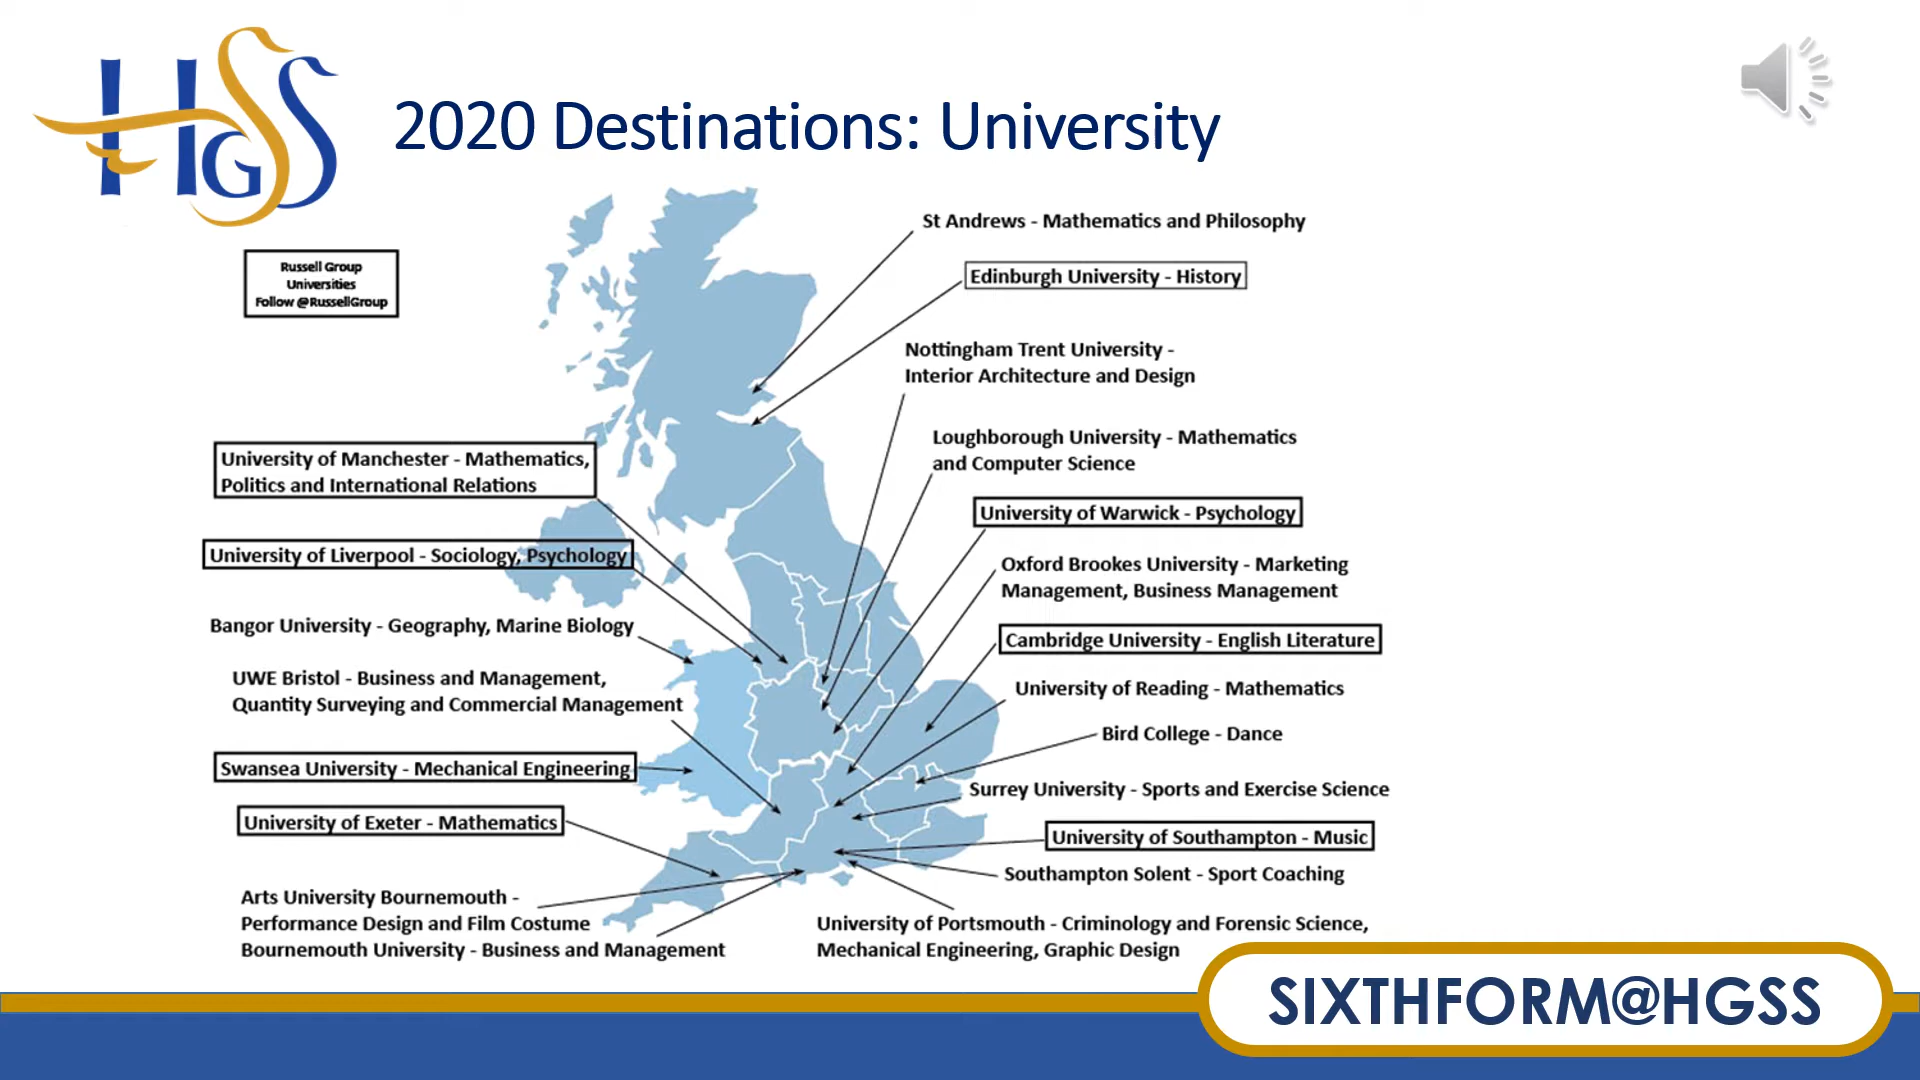 HGSS
2020 Destinations: University
Russell Group
Universities
Follow @RussellGroup
St Andrews - Mathematics and Philosophy
Edinburgh University - History
Nottingham Trent University -
Interior Architecture and Design
Loughborough University - Mathematics
and Computer Science
University of Manchester - Mathematics,
Politics and International Relations
University of Warwick - Psychology
University of Liverpool - Sociology, Psychology
Oxford Brookes University - Marketing
Management, Business Management
Bangor University - Geography, Marine Biology
Cambridge University - English Literature
UWE Bristol - Business and Management,
Quantity Surveying and Commercial Management
University of Reading - Mathematics
Bird College - Dance
Swansea University - Mechanical Engineering
Surrey University - Sports and Exercise Science
University of Exeter - Mathematics
University of Southampton - Music
Southampton Solent - Sport Coaching
Arts University Bournemouth -
Performance Design and Film Costume
Bournemouth University - Business and Management
University of Portsmouth - Criminology and Forensic Science,
Mechanical Engineering, Graphic Design
SIXTHFORM@HGSS